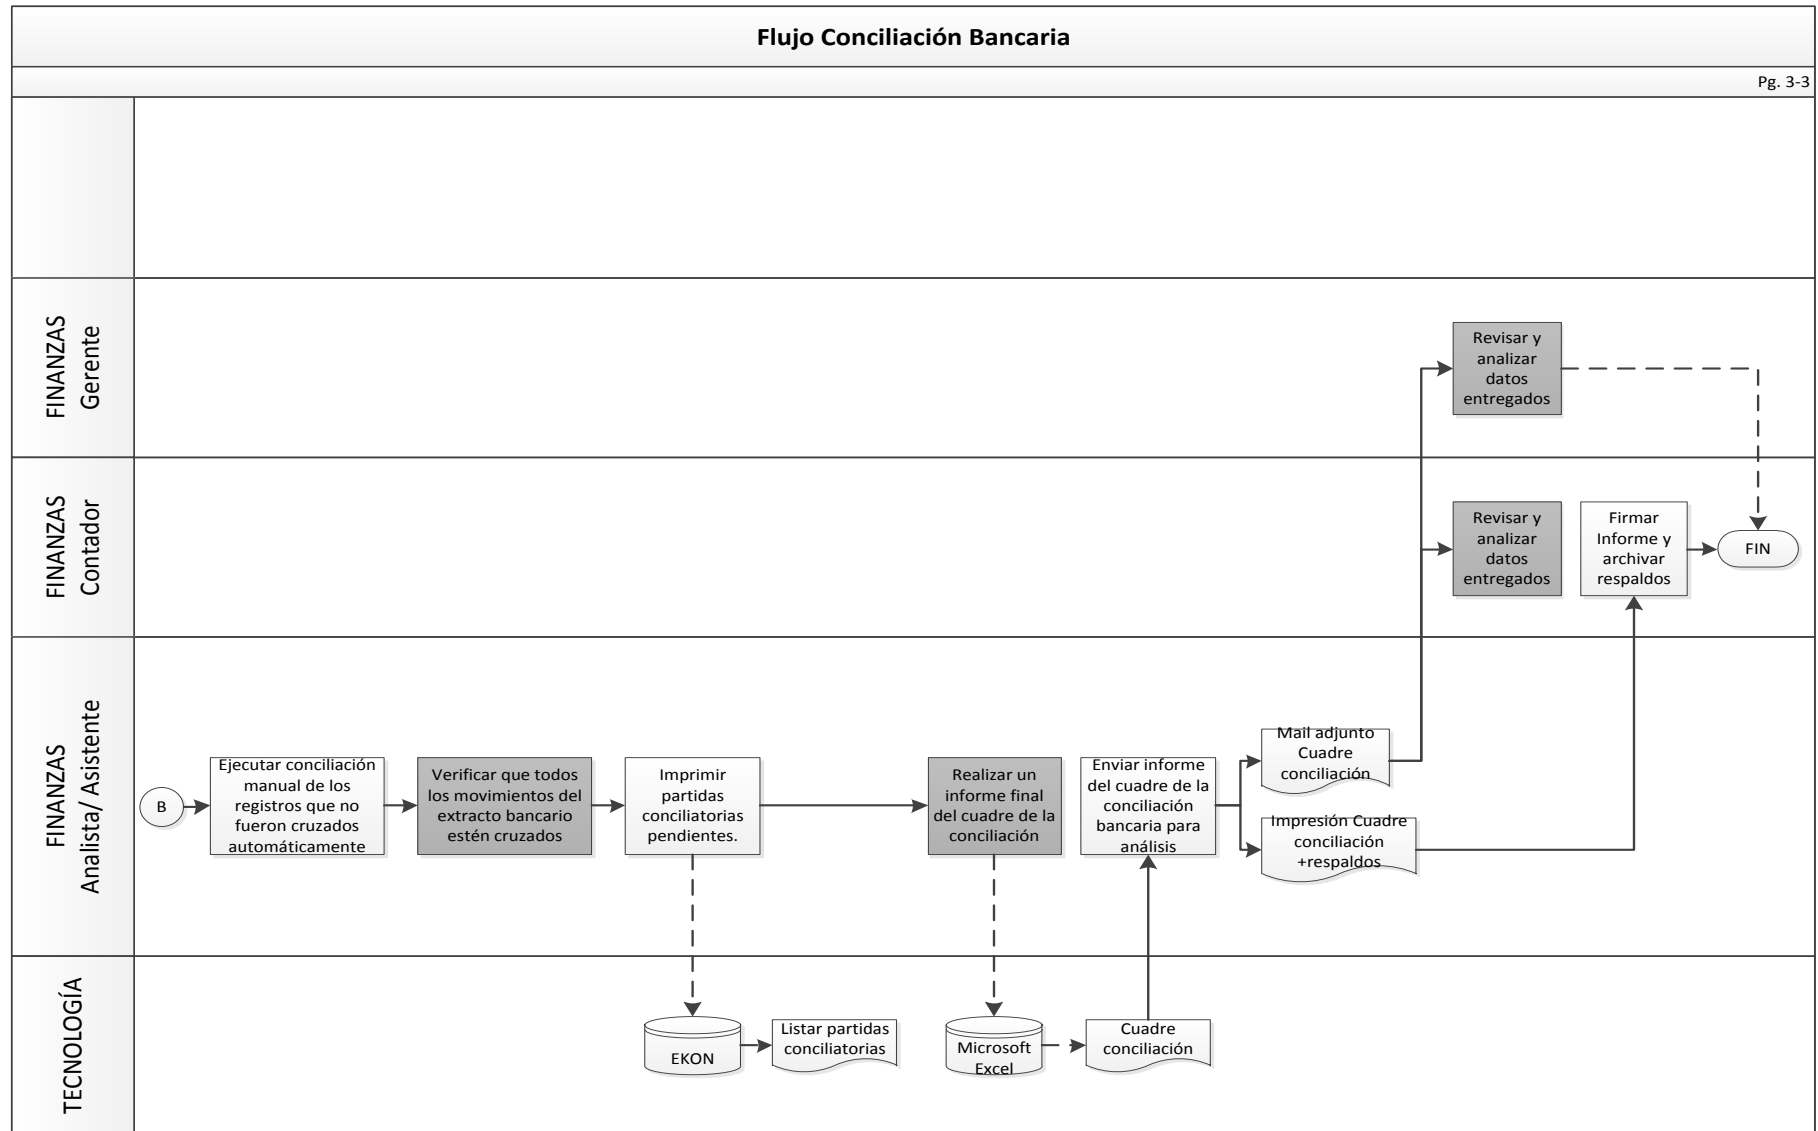 Flujo Conciliación Bancaria
Pg. 3-3
FINANZAS
Gerente
Revisar y
analizar
datos
entregados
FINANZAS
Contador
Revisar y
analizar
datos
entregados
Firmar
Informe y
archivar
respaldos
FIN
FINANZAS
Analista/ Asistente
B
Ejecutar conciliación
manual de los
registros que no
fueron cruzados
automáticamente
Verificar que todos
los movimientos del
extracto bancario
estén cruzados
Imprimir
partidas
conciliatorias
pendientes.
Realizar un
informe final
del cuadre de la
conciliación
Enviar informe
del cuadre de la
conciliación
bancaria para
análisis
Mail adjunto
Cuadre
conciliación
Impresión Cuadre
conciliación
+respaldos
TECNOLOGÍA
EKON
Listar partidas
conciliatorias
Microsoft
Excel
Cuadre
conciliación